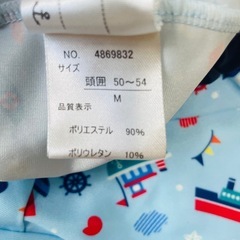 NO. 4869832
サイズ
頭囲 50～54
M
品質表示
ポリエステル 90%
ポリウレタン 10%